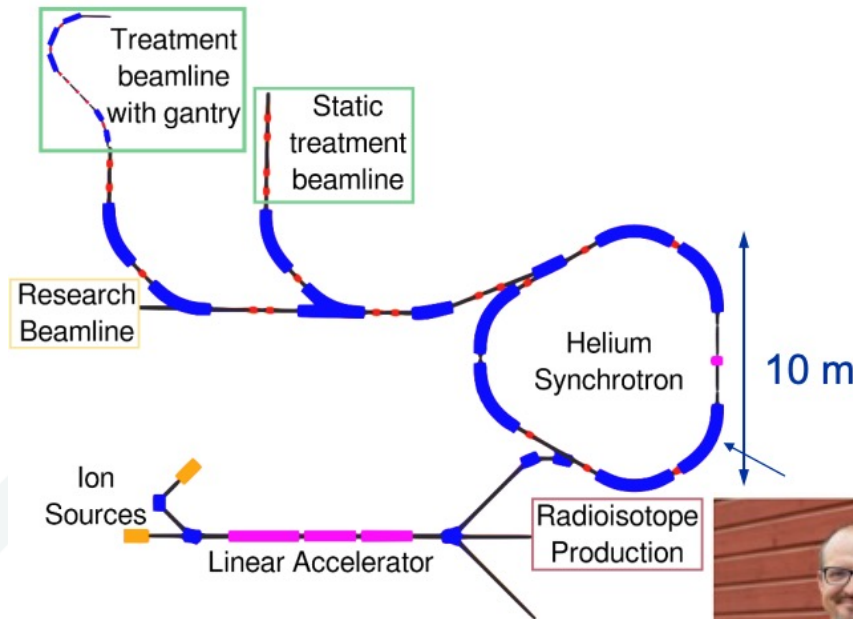 Treatment
beamline
with gantry
Static
treatment
beamline
Research
Beamline
Helium
Synchrotron
10 m
Ion
Sources
Linear Accelerator
Radioisotope
Production